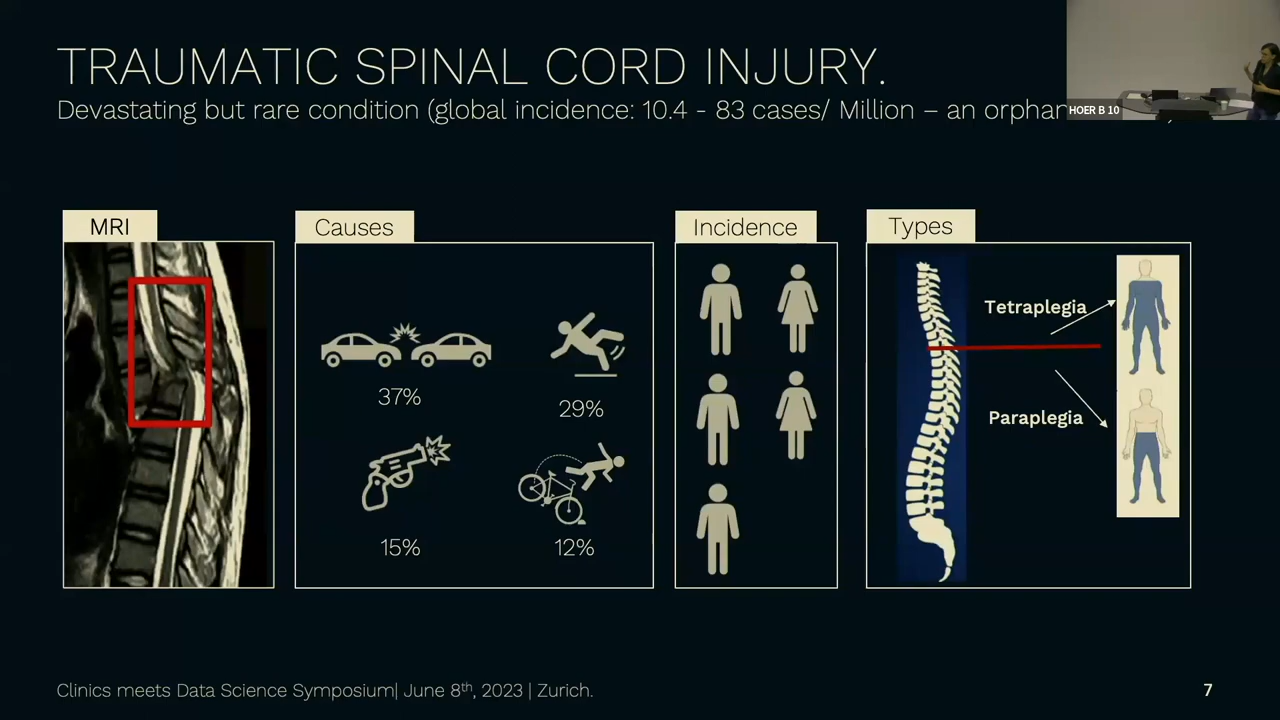 TRAUMATIC SPINAL CORD INJURY.
Devastating but rare condition (global incidence: 10.4 - 83 cases/ Million – an orphan
HOER B 10
MRI
Causes
Incidence
Types
37%
29%
15%
12%
Tetraplegia
Paraplegia
Clinics meets Data Science Symposium| June 8th, 2023 | Zurich.
7